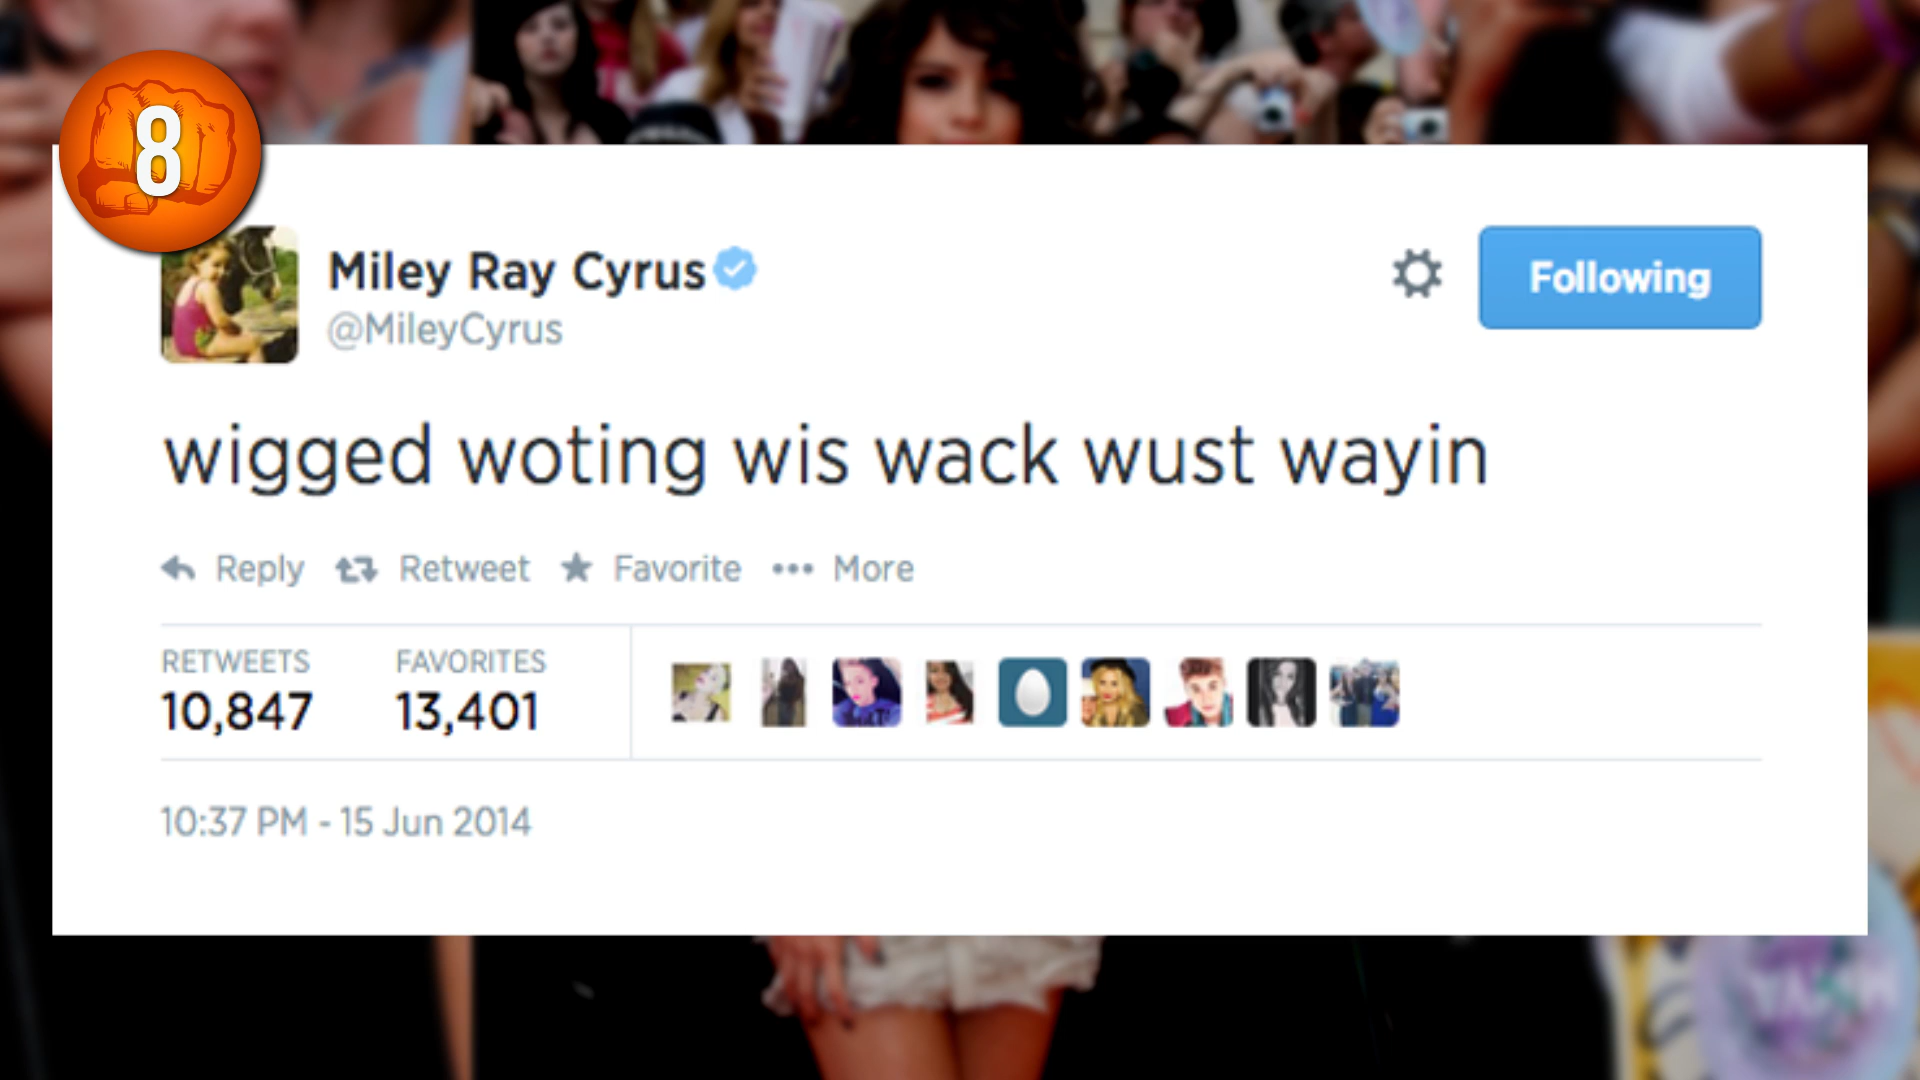 8
Miley Ray Cyrus
@MileyCyrus
Following
wigged woting wis wack wust wayin
Reply Retweet Favorite ••• More
RETWEETS FAVORITES
10,847 13,401
10:37 PM - 15 Jun 2014